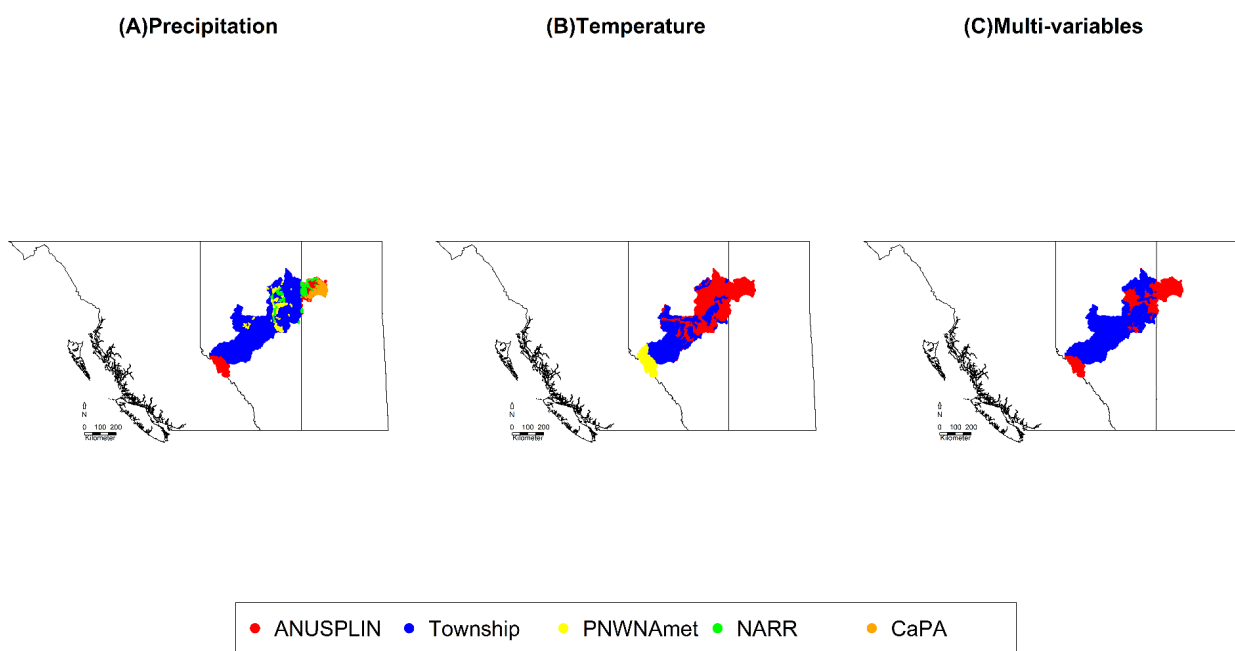 (A)Precipitation (B)Temperature (C)Multi-variables
N N N
0 100 200 0 100 200 0 100 200
Kilometer Kilometer Kilometer
ANUSPLIN Township PNWNAmet NARR CaPA